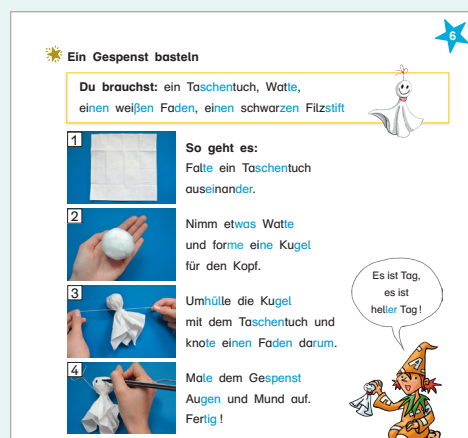 6
Ein Gespenst basteln
Du brauchst: ein Taschentuch, Watte,
einen weißen Faden, einen schwarzen Filzstift
1
So geht es:
Falte ein Taschentuch
auseinander.
2
Nimm etwas Watte
und forme eine Kugel
für den Kopf.
3
Umhülle die Kugel
mit dem Taschentuch und
knote einen Faden darum.
4
Male dem Gespenst
Augen und Mund auf.
Fertig!
Es ist Tag,
es ist
heller Tag!
A